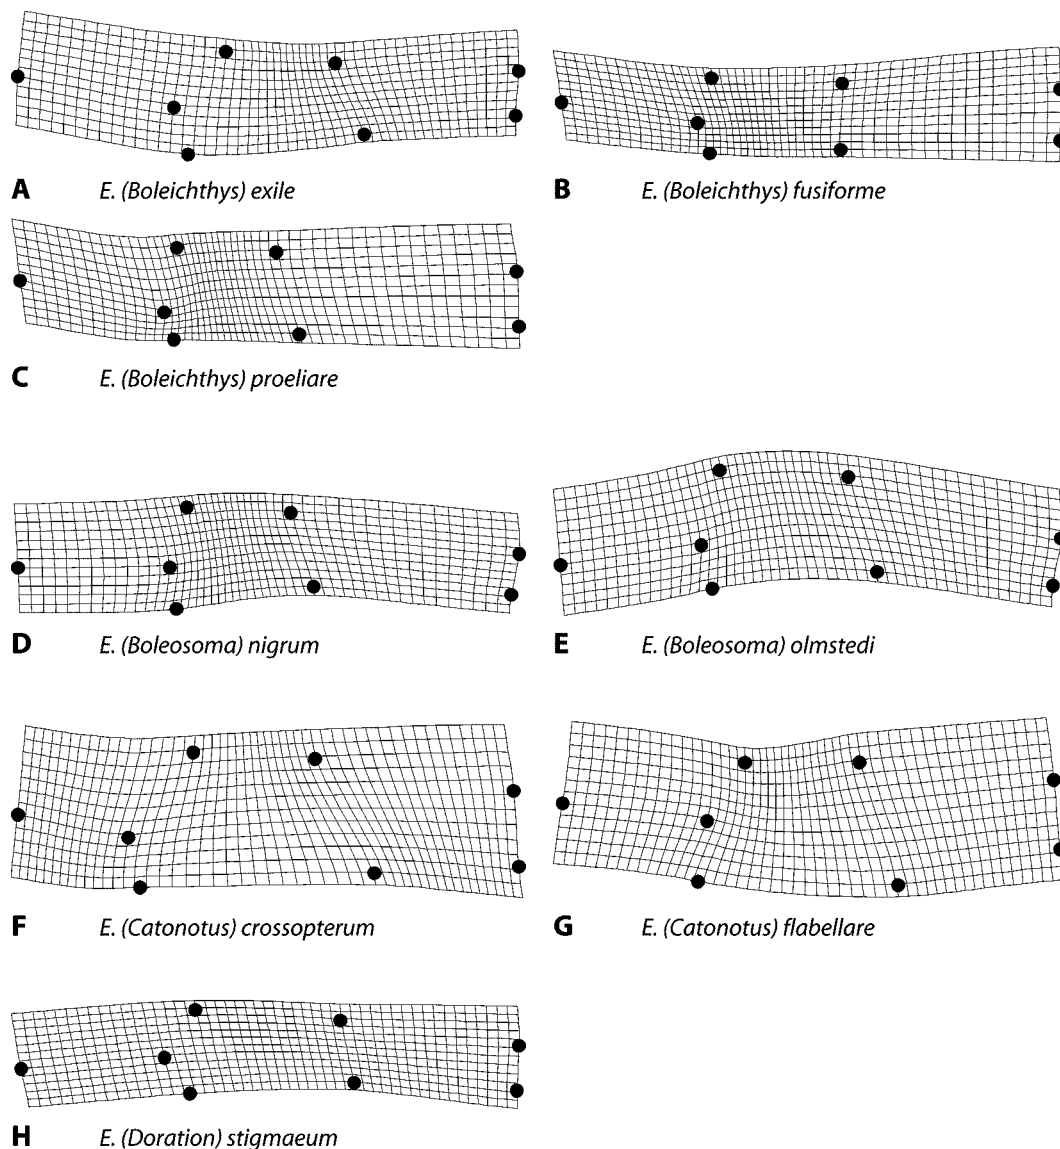 A E. (Boleichthys) exile
B E. (Boleichthys) fusiforme
C E. (Boleichthys) proeliare
D E. (Boleosoma) nigrum
E E. (Boleosoma) olmstedi
F E. (Catonotus) crossopterum
G E. (Catonotus) flabellare
H E. (Doration) stigmaeum